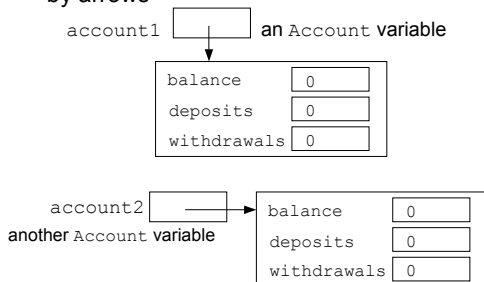 by arrows
account1 an Account variable
balance 0
deposits 0
withdrawals 0
account2 balance 0
another Account variable
deposits 0
withdrawals 0